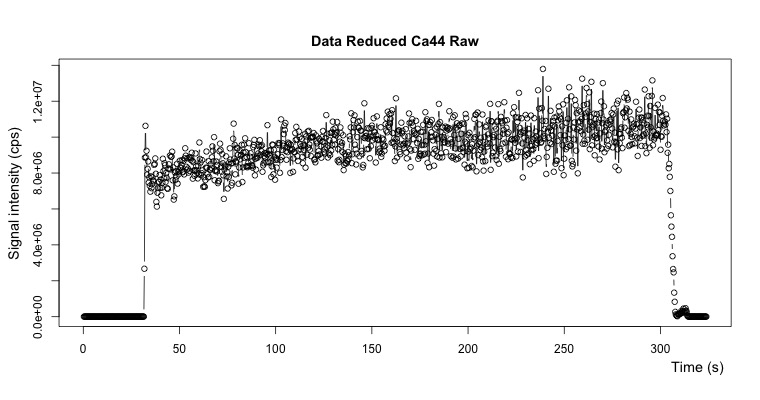 Data Reduced Ca44 Raw
Signal intensity (cps)
1.2e+07
8.0e+06
4.0e+06
0.0e+00
0 50 100 150 200 250 300
Time (s)